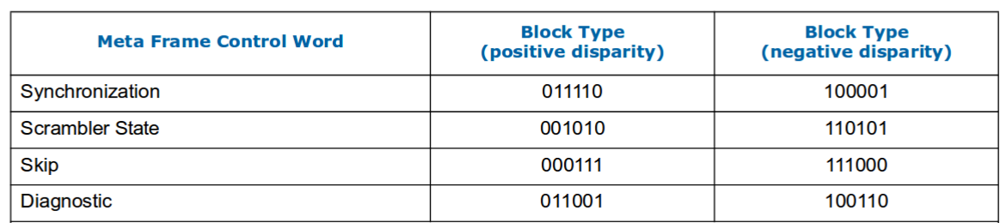 Meta Frame Control Word
Block Type
(positive disparity)
Block Type
(negative disparity)
Synchronization 011110 100001
Scrambler State 001010 110101
Skip 000111 111000
Diagnostic 011001 100110